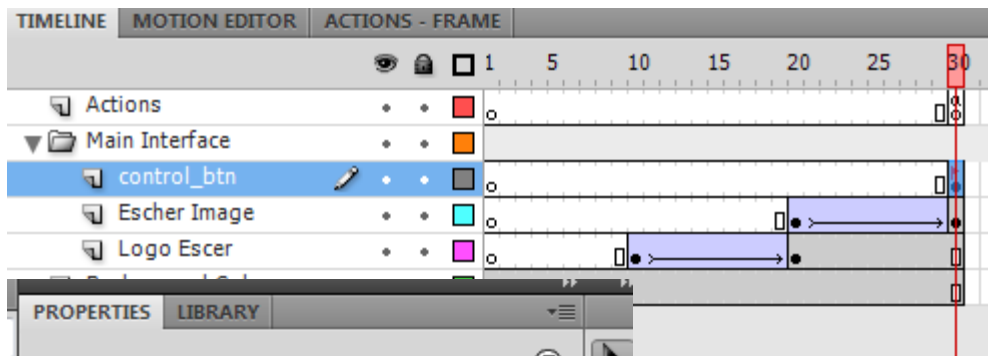 TIMELINE MOTION EDITOR ACTIONS - FRAME
1 5 10 15 20 25 30
Actions
Main Interface
control_btn
Escher Image
Logo Escer
PROPERTIES LIBRARY